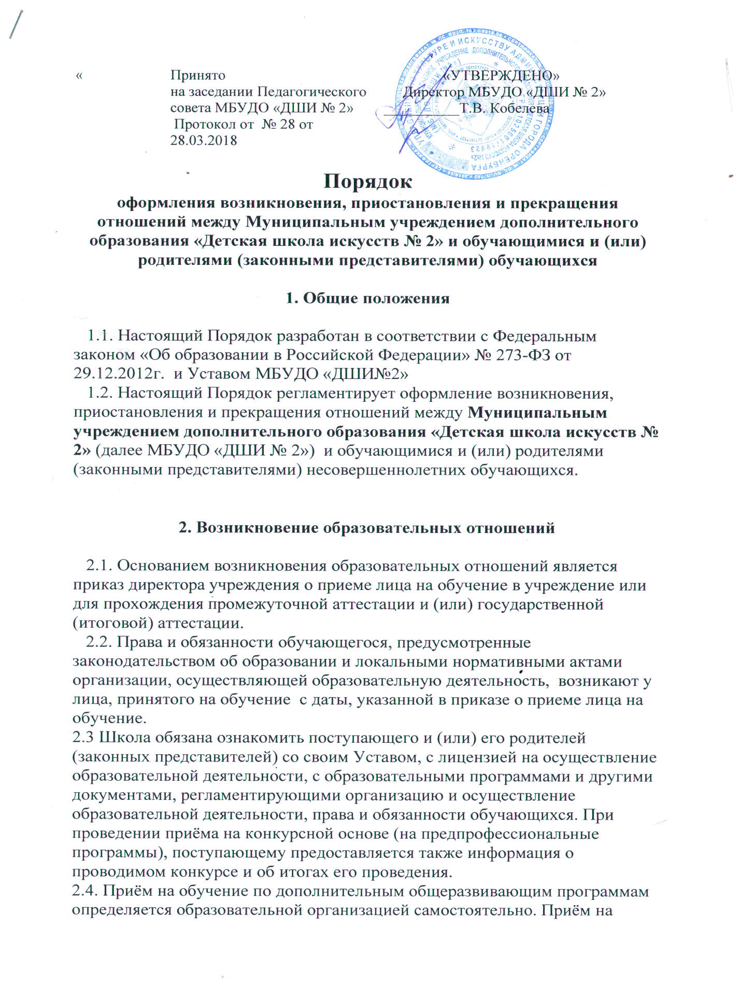 «
Принято
на заседании Педагогического
совета МБУДО «ДШИ № 2»
Протокол от  № 28 от
28.03.2018
«УТВЕРЖДЕНО»
Директор МБУДО «ДШИ № 2»
__________Т.В. Кобелева
Порядок
оформления возникновения, приостановления и прекращения
отношений между Муниципальным учреждением дополнительного
образования «Детская школа искусств № 2» и обучающимися и (или)
родителями (законными представителями) обучающихся
1. Общие положения
1.1. Настоящий Порядок разработан в соответствии с Федеральным
законом «Об образовании в Российской Федерации» № 273-ФЗ от
29.12.2012г.  и Уставом МБУДО «ДШИ№2»
1.2. Настоящий Порядок регламентирует оформление возникновения,
приостановления и прекращения отношений между Муниципальным
учреждением дополнительного образования «Детская школа искусств №
2» (далее МБУДО «ДШИ № 2»)  и обучающимися и (или) родителями
(законными представителями) несовершеннолетних обучающихся.
2. Возникновение образовательных отношений
2.1. Основанием возникновения образовательных отношений является
приказ директора учреждения о приеме лица на обучение в учреждение или
для прохождения промежуточной аттестации и (или) государственной
(итоговой) аттестации.
2.2. Права и обязанности обучающегося, предусмотренные
законодательством об образовании и локальными нормативными актами
организации, осуществляющей образовательную деятельность,  возникают у
лица, принятого на обучение  с даты, указанной в приказе о приеме лица на
обучение.
2.3 Школа обязана ознакомить поступающего и (или) его родителей
(законных представителей) со своим Уставом, с лицензией на осуществление
образовательной деятельности, с образовательными программами и другими
документами, регламентирующими организацию и осуществление
образовательной деятельности, права и обязанности обучающихся. При
проведении приёма на конкурсной основе (на предпрофессиональные
программы), поступающему предоставляется также информация о
проводимом конкурсе и об итогах его проведения.
2.4. Приём на обучение по дополнительным общеразвивающим программам
определяется образовательной организацией самостоятельно. Приём на